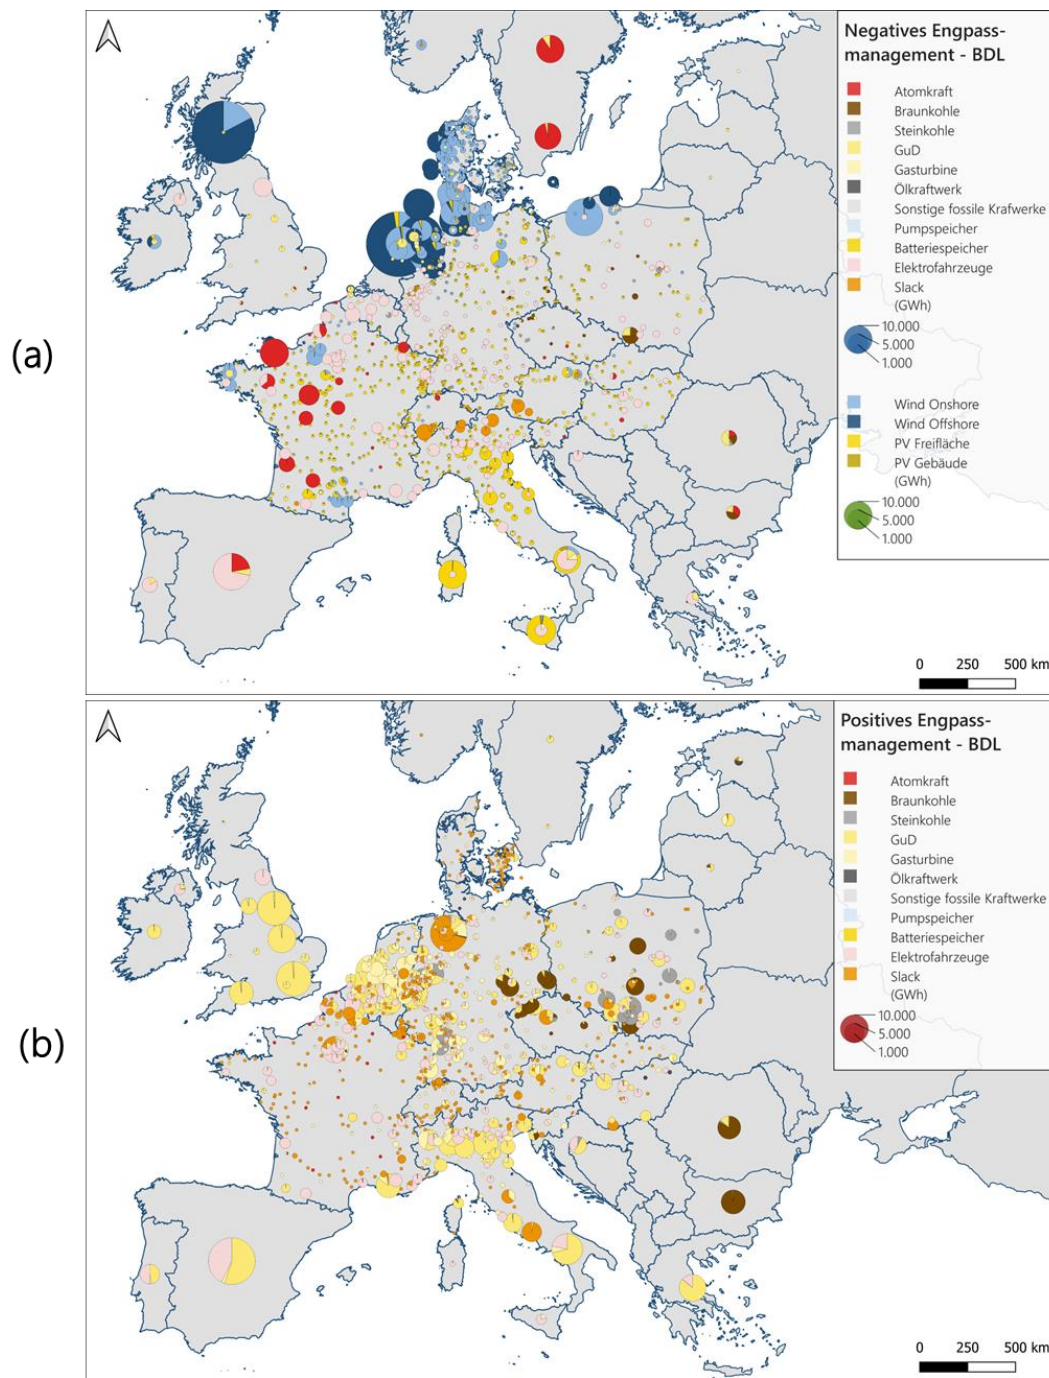 (a)
Negatives Engpass-
management - BDL
Atomkraft
Braunkohle
Steinkohle
GuD
Gasturbine
Ölkraftwerk
Sonstige fossile Krafwerke
Pumpspeicher
Batteriespeicher
Elektrofahrzeuge
Slack
(GWh)
10.000
5.000
1.000
Wind Onshore
Wind Offshore
PV Freifläche
PV Gebäude
(GWh)
10.000
5.000
1.000
0 250 500 km
(b)
Positives Engpass-
management - BDL
Atomkraft
Braunkohle
Steinkohle
GuD
Gasturbine
Ölkraftwerk
Sonstige fossile Kraftwerke
Pumpspeicher
Batteriespeicher
Elektrofahrzeuge
Slack
(GWh)
10.000
5.000
1.000
0 250 500 km